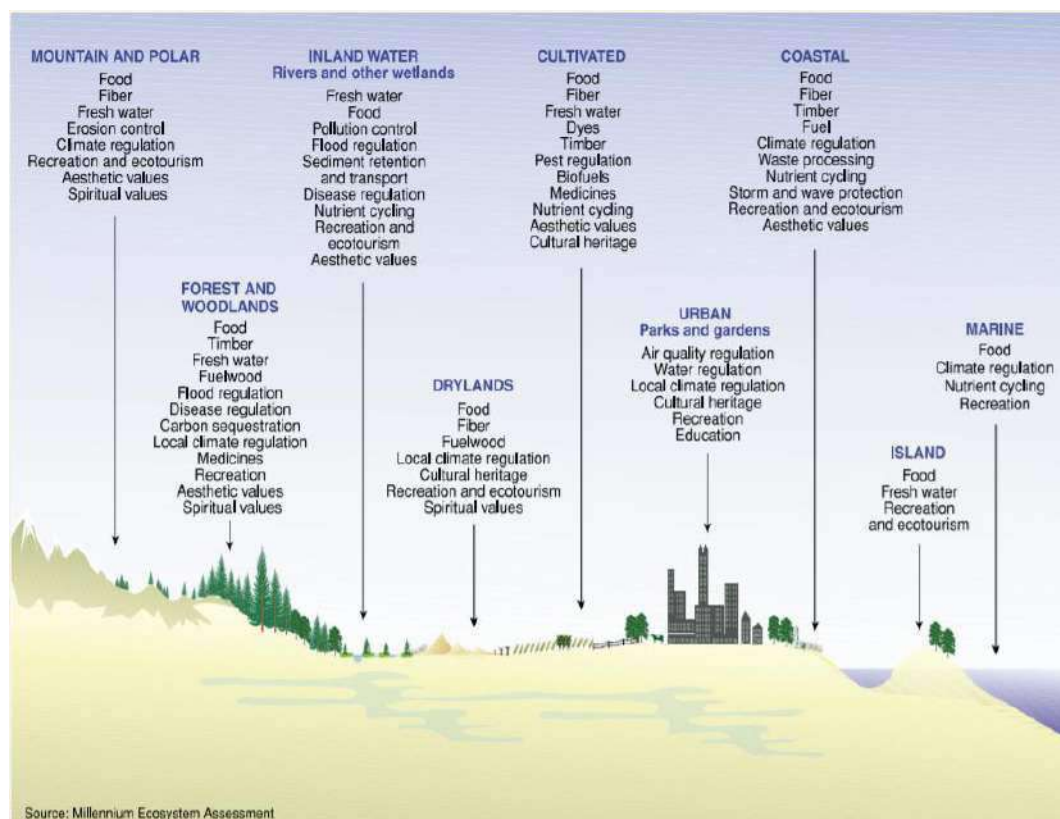 MOUNTAIN AND POLAR
Food
Fiber
Fresh water
Erosion control
Climate regulation
Recreation and ecotourism
Aesthetic values
Spiritual values
INLAND WATER
Rivers and other wetlands
Fresh water
Food
Pollution control
Flood regulation
Sediment retention
and transport
Disease regulation
Nutrient cycling
Recreation and
ecotourism
Aesthetic values
CULTIVATED
Food
Fiber
Fresh water
Dyes
Timber
Pest regulation
Biofuels
Medicines
Nutrient cycling
Aesthetic values
Cultural heritage
COASTAL
Food
Fiber
Timber
Fuel
Climate regulation
Waste processing
Nutrient cycling
Storm and wave protection
Recreation and ecotourism
Aesthetic values
FOREST AND
WOODLANDS
Food
Timber
Fresh water
Fuelwood
Flood regulation
Disease regulation
Carbon sequestration
Local climate regulation
Medicines
Recreation
Aesthetic values
Spiritual values
DRYLANDS
Food
Fiber
Fuelwood
Local climate regulation
Cultural heritage
Recreation and ecotourism
Spiritual values
URBAN
Parks and gardens
Air quality regulation
Water regulation
Local climate regulation
Cultural heritage
Recreation
Education
MARINE
Food
Climate regulation
Nutrient cycling
Recreation
ISLAND
Food
Fresh water
Recreation
and ecotourism
Source: Millennium Ecosystem Assessment